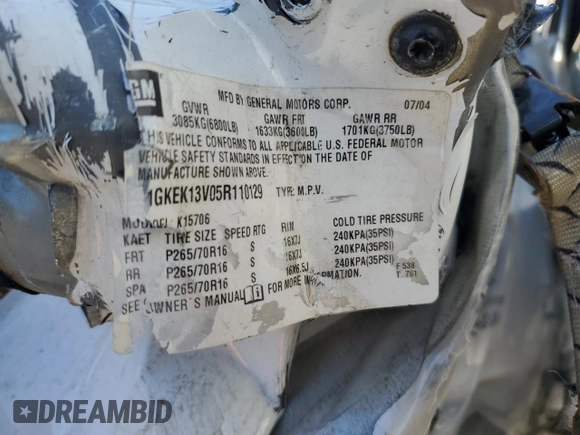 GM
MFD BY GENERAL MOTORS CORP. 07/04
GVWR GAWR FRT GAWR RR
3085KG(6800LB) 1633KG(3600LB) 1701KG(3750LB)
THIS VEHICLE CONFORMS TO ALL APPLICABLE U.S. FEDERAL MOTOR
VEHICLE SAFETY STANDARDS IN EFFECT ON THE DATE OF
MANUFACTURE SHOWN ABOVE.
1GKEK13V05R110129 TYPE: M.P.V.
MODEL: K15706
KAET TIRE SIZE SPEED RTG RIM COLD TIRE PRESSURE
FRT P265/70R16 S 16X7J 240KPA(35PSI)
RR P265/70R16 S 16X7J 240KPA(35PSI)
SPA P265/70R16 S 16X6.5J 240KPA(35PSI)
SEE OWNER'S MANUAL FOR MORE INFORMATION.
F 539
T 751
DREAMBID